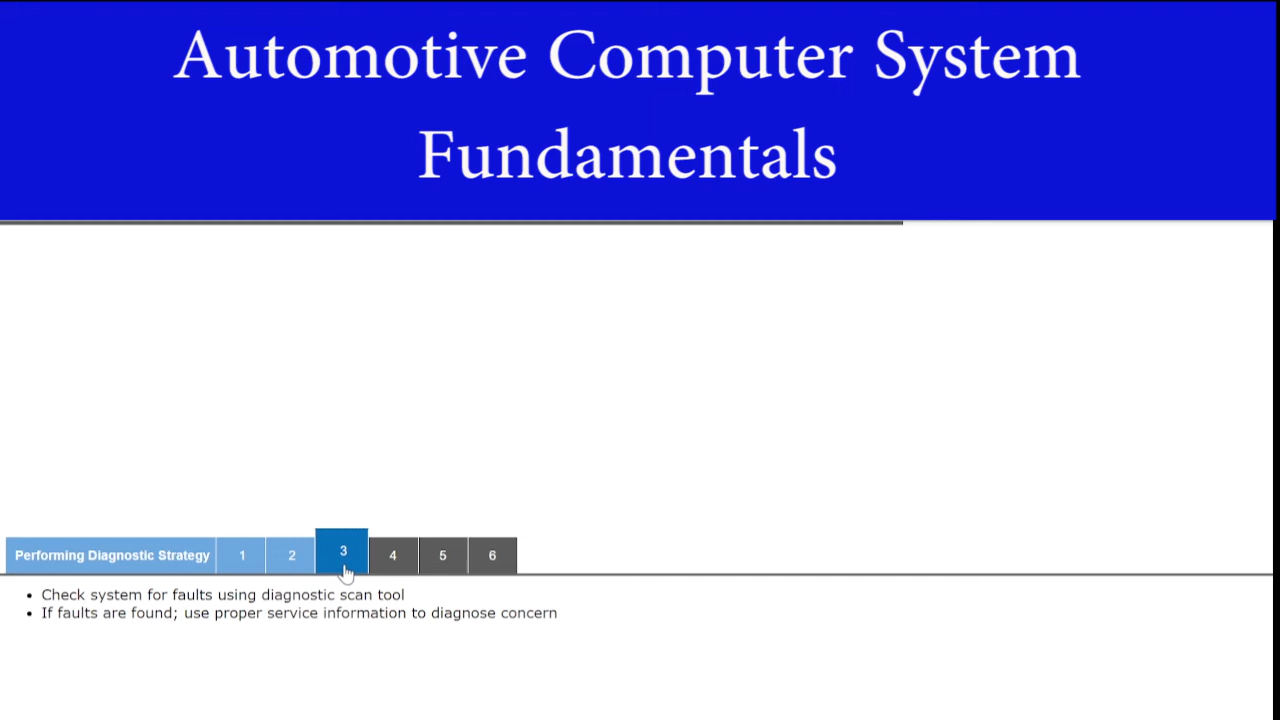 Automotive Computer System
Fundamentals
Performing Diagnostic Strategy 1 2 3 4 5 6
• Check system for faults using diagnostic scan tool
• If faults are found; use proper service information to diagnose concern